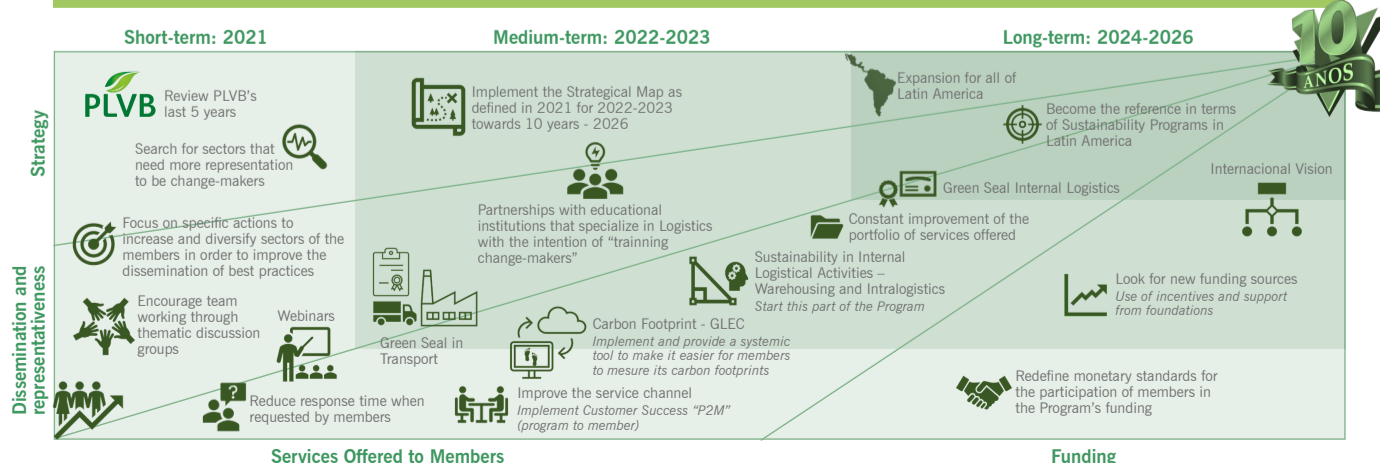 Short-term: 2021
Medium-term: 2022-2023
Long-term: 2024-2026
10
ANOS
Strategy
Dissemination and
representativeness
PLVB
Review PLVB's
last 5 years
Search for sectors that
need more representation
to be change-makers
Focus on specific actions to
increase and diversify sectors of the
members in order to improve the
dissemination of best practices
Encourage team
working through
thematic discussion
groups
Webinars
?
Reduce response time when
requested by members
Implement the Strategical Map as
defined in 2021 for 2022-2023
towards 10 years - 2026
Partnerships with educational
institutions that specialize in Logistics
with the intention of “trainning
change-makers”
Green Seal in
Transport
Carbon Footprint - GLEC
Implement and provide a systemic
tool to make it easier for members
to mesure its carbon footprints
Improve the service channel
Implement Customer Success “P2M”
(program to member)
Sustainability in Internal
Logistical Activities –
Warehousing and Intralogistics
Start this part of the Program
Constant improvement of the
portfolio of services offered
Green Seal Internal Logistics
Expansion for all of
Latin America
Become the reference in terms
of Sustainability Programs in
Latin America
Internacional Vision
Look for new funding sources
Use of incentives and support
from foundations
Redefine monetary standards for
the participation of members in
the Program's funding
Services Offered to Members
Funding